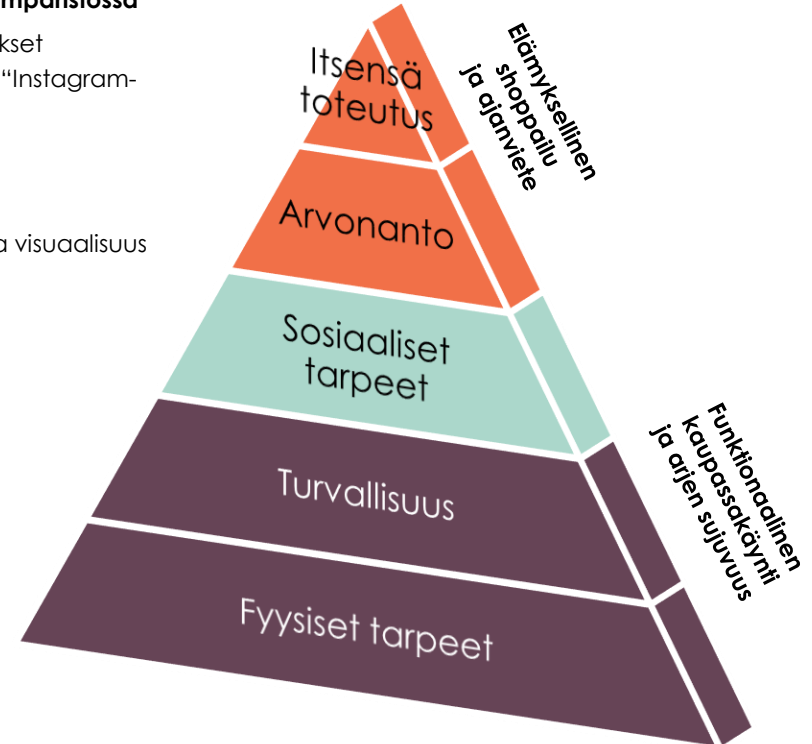 mpäristössä
kset
“Instagram-
a visuaalisuus
Itsensä
toteutus
Arvonanto
Sosiaaliset
tarpeet
Turvallisuus
Fyysiset tarpeet
Elämyksellinen
shoppailu
ja ajanviete
Funktionaalinen
kaupassakäynti
ja arjen sujuvuus